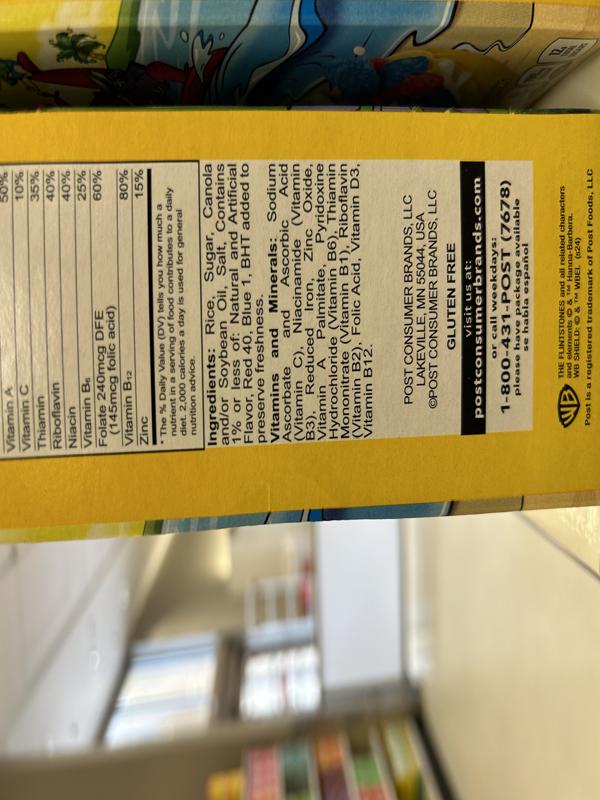 50%
Vitamin A 10%
Vitamin C 35%
Thiamin 40%
Riboflavin 40%
Niacin 25%
Vitamin B6 60%
Folate 240mcg DFE
(145mcg folic acid)
Vitamin B12 80%
Zinc 15%
* The % Daily Value (DV) tells you how much a
nutrient in a serving of food contributes to a daily
diet. 2,000 calories a day is used for general
nutrition advice.
Ingredients: Rice, Sugar, Canola
and/or Soybean Oil, Salt, Contains
1% or less of: Natural and Artificial
Flavor, Red 40, Blue 1, BHT added to
preserve freshness.
Vitamins and Minerals: Sodium
Ascorbate and Ascorbic Acid
(Vitamin C), Niacinamide (Vitamin
B3), Reduced Iron, Zinc Oxide,
Vitamin A Palmitate, Pyridoxine
Hydrochloride (Vitamin B6), Thiamin
Mononitrate (Vitamin B1), Riboflavin
(Vitamin B2), Folic Acid, Vitamin D3,
Vitamin B12.
POST CONSUMER BRANDS, LLC
LAKEVILLE, MN 55044, USA
©POST CONSUMER BRANDS, LLC
GLUTEN FREE
visit us at:
postconsumerbrands.com
or call weekdays:
1-800-431-POST (7678)
please have package available
se habla español
WB
THE FLINTSTONES and all related characters
and elements © & ™ Hanna-Barbera.
WB SHIELD: © & ™ WBEI. (s24)
Post is a registered trademark of Post Foods, LLC